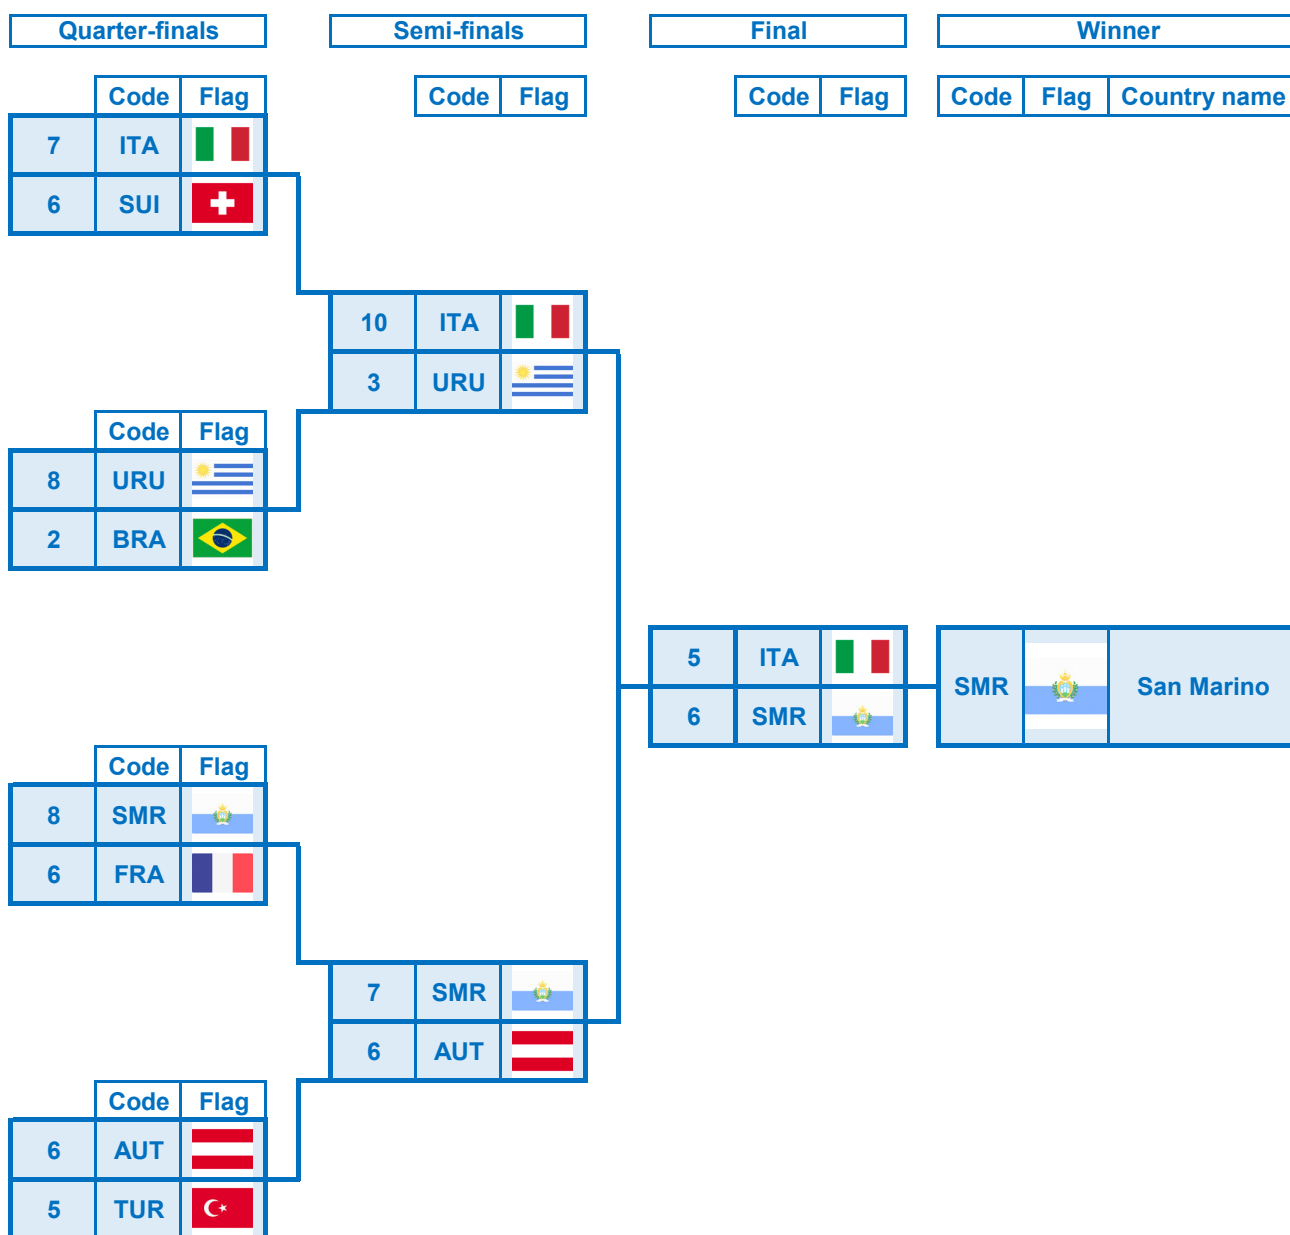 Quarter-finals Semi-finals Final Winner
Code Flag Code Flag Code Flag Code Flag Country name
7 ITA
6 SUI
10 ITA
3 URU
Code Flag
8 URU
2 BRA
5 ITA
6 SMR
SMR San Marino
Code Flag
8 SMR
6 FRA
7 SMR
6 AUT
Code Flag
6 AUT
5 TUR